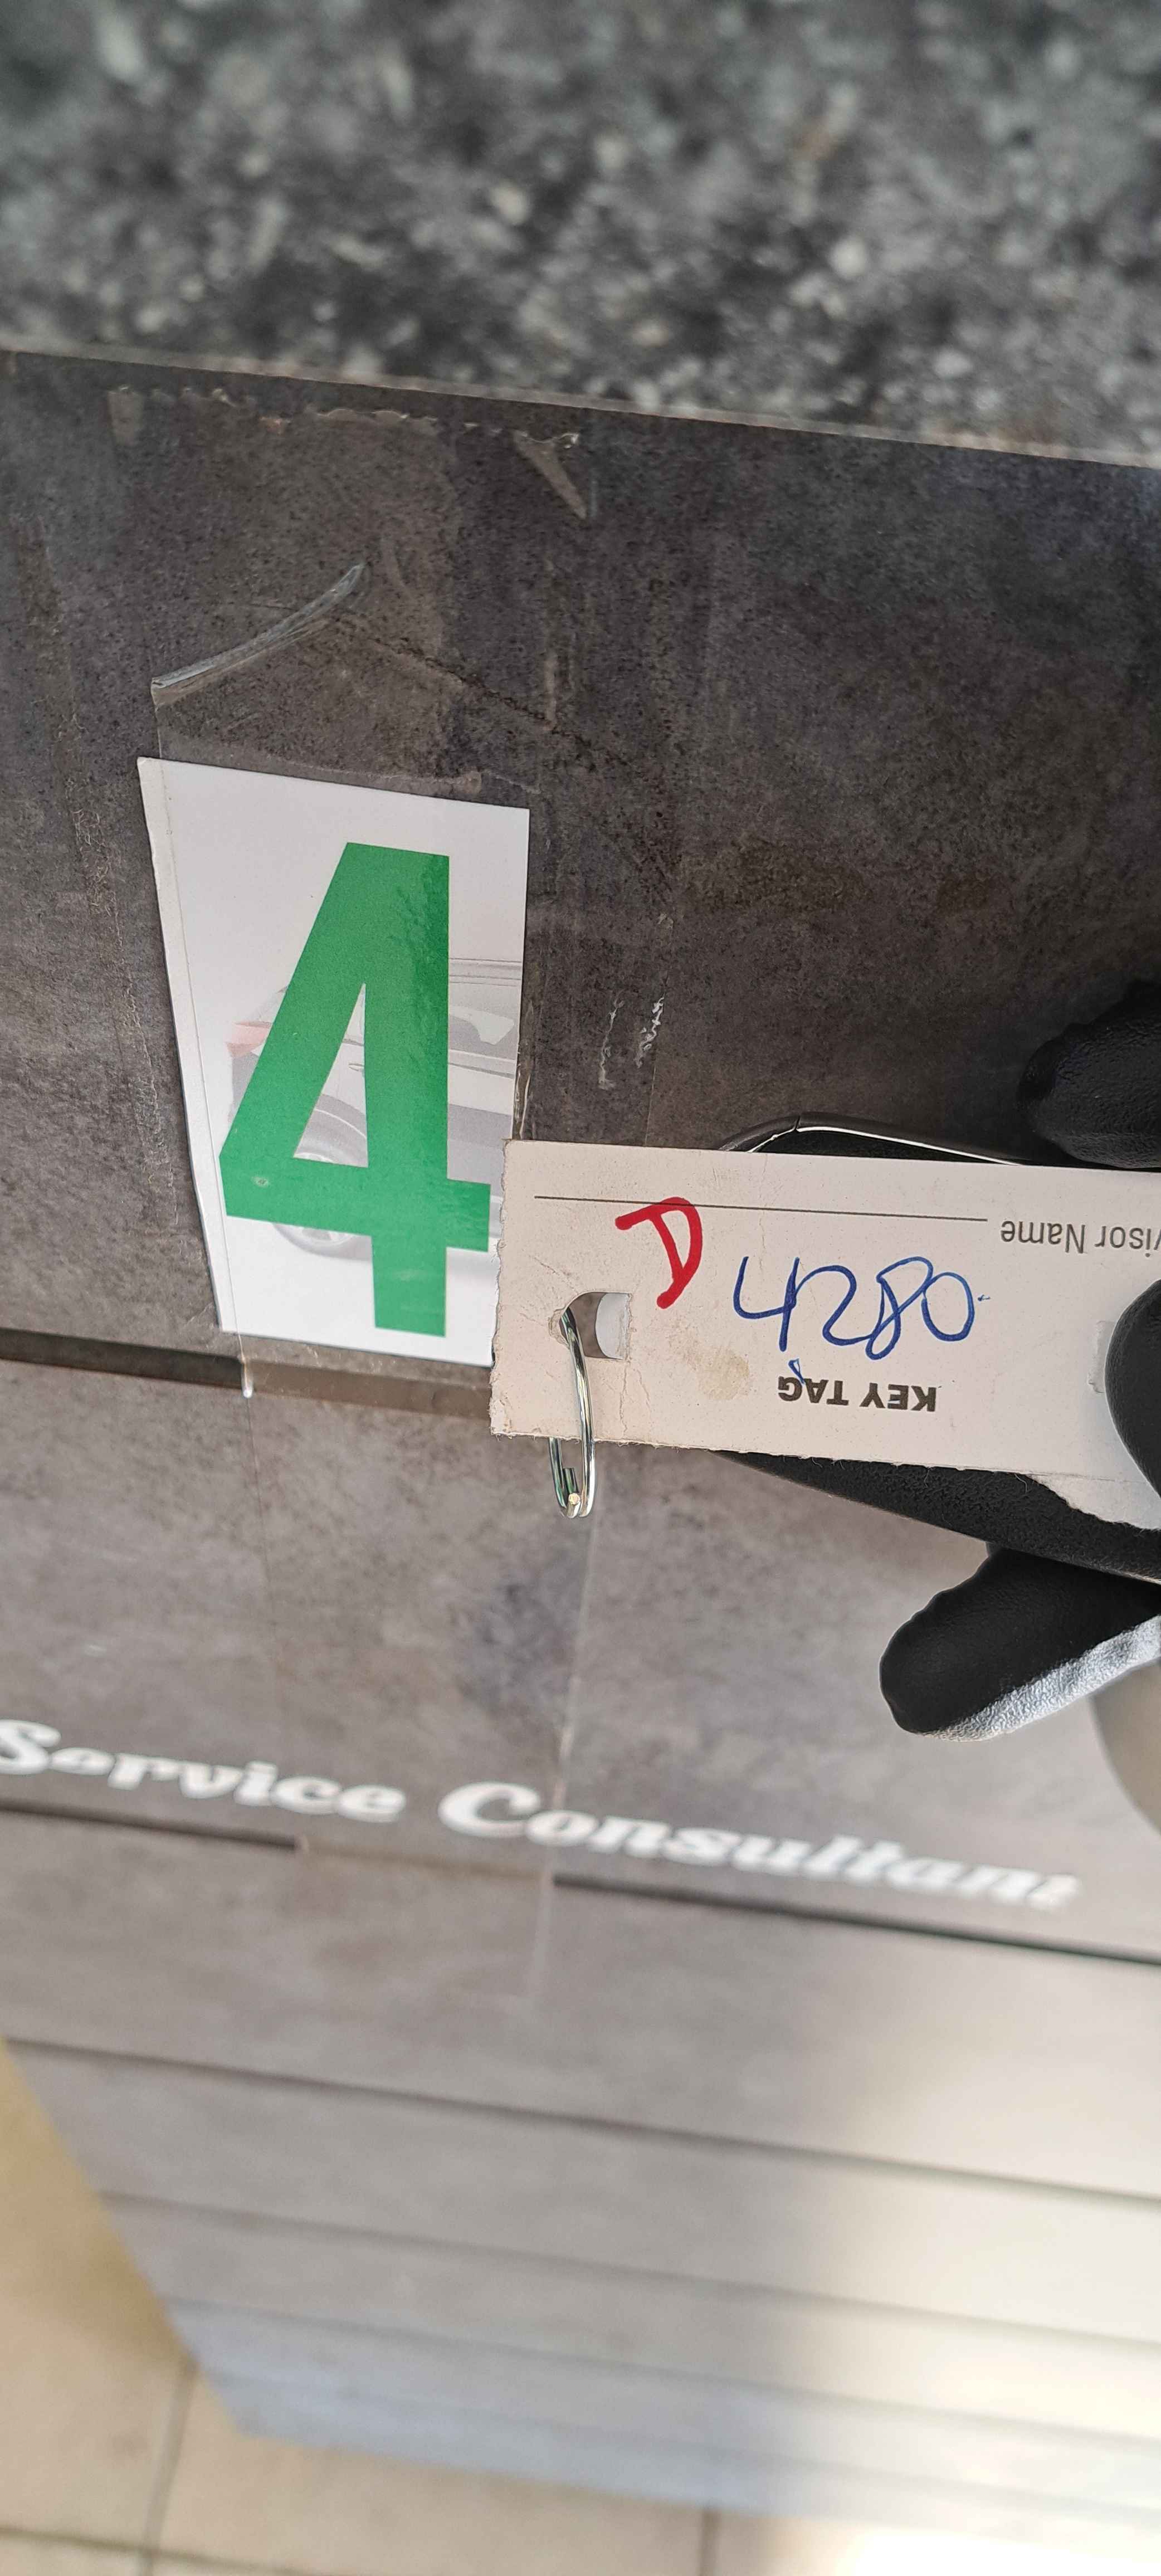 4
visor Name
D
4280
KEY TAG
Service Consultant